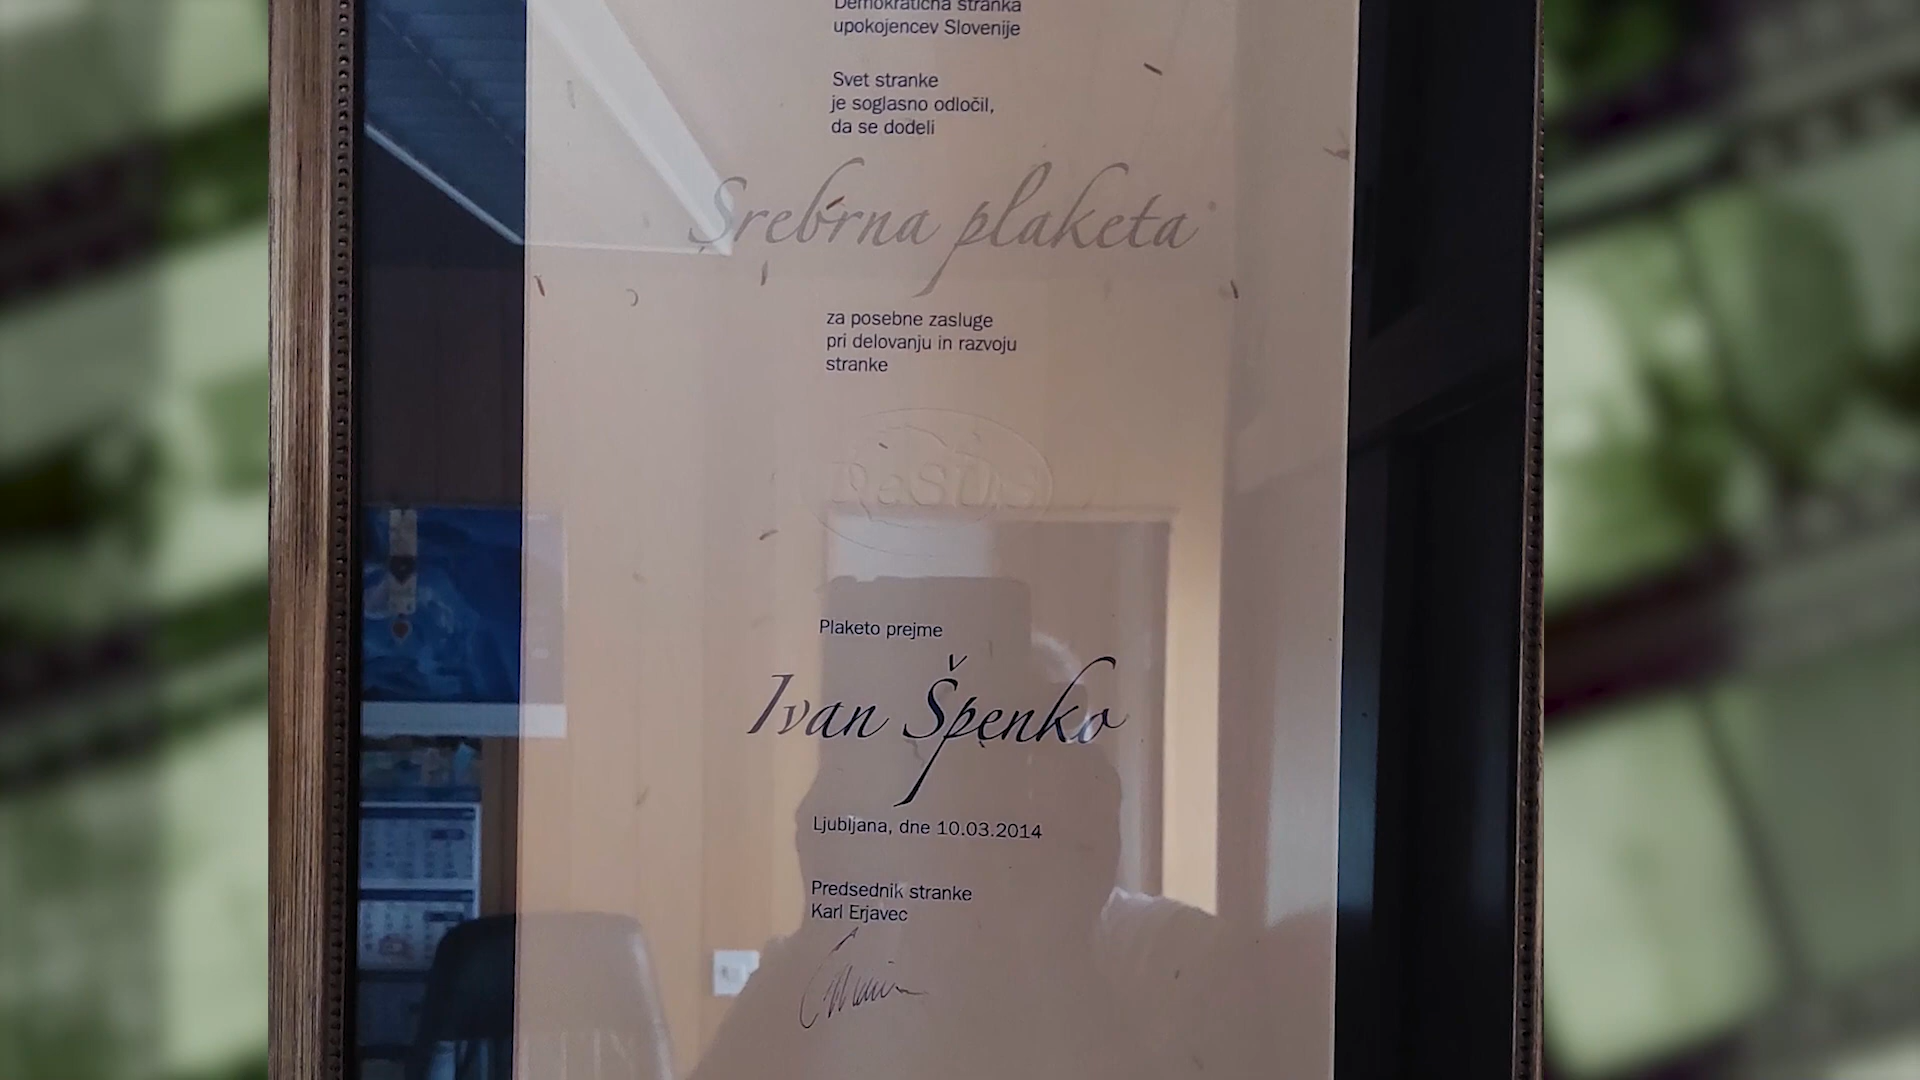 Demokratična stranka
upokojencev Slovenije
Svet stranke
je soglasno odločil,
da se dodeli
Srebrna plaketa
za posebne zasluge
pri delovanju in razvoju
stranke
DeSUS
Plaketo prejme
Ivan Špenko
Ljubljana, dne 10.03.2014
Predsednik stranke
Karl Erjavec